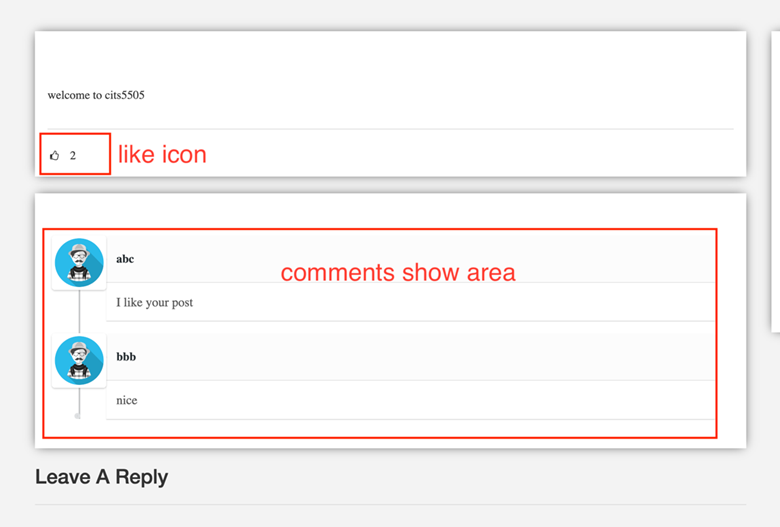 welcome to cits5505
2 like icon
abc
comments show area
I like your post
bbb
nice
Leave A Reply